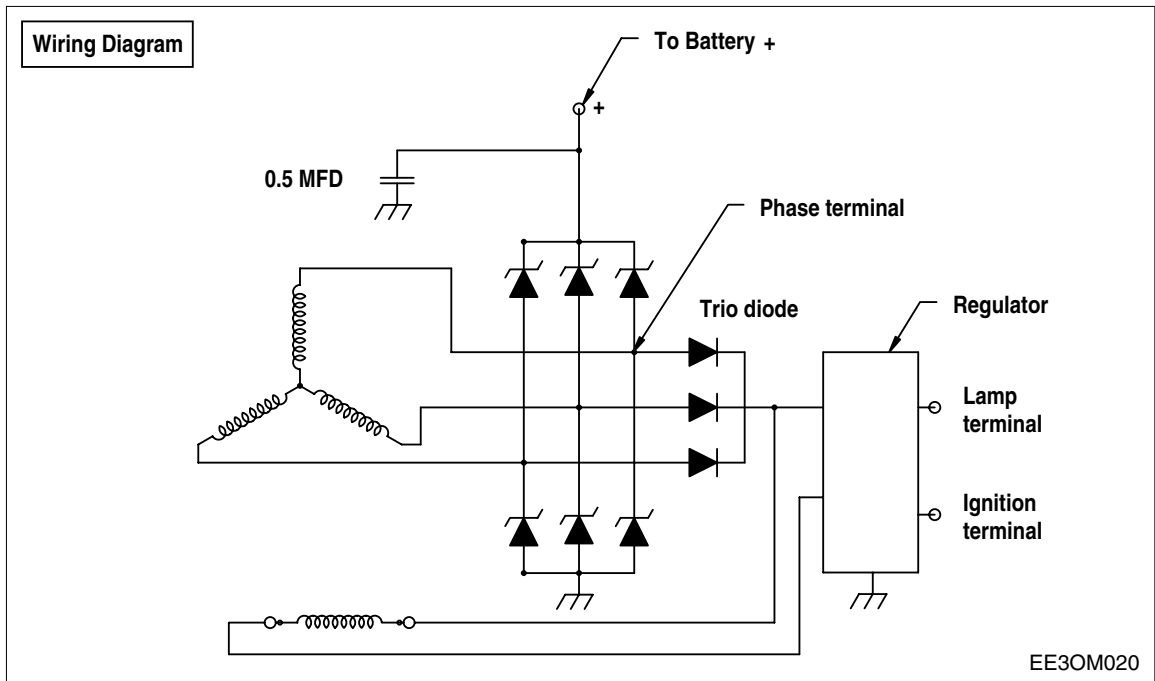 Wiring Diagram
To Battery +
+
0.5 MFD
Phase terminal
Trio diode
Regulator
Lamp
terminal
Ignition
terminal
EE3OM020